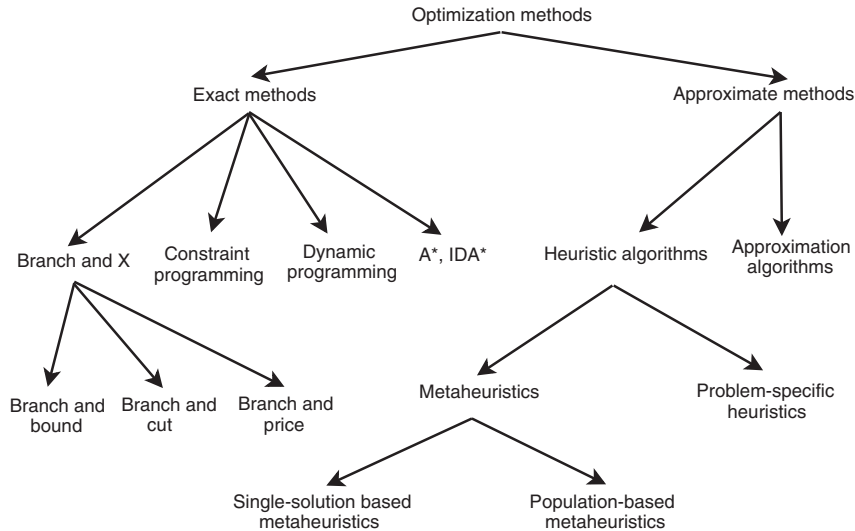 Optimization methods
Exact methods
Approximate methods
Branch and X
Constraint
programming
Dynamic
programming
A*, IDA*
Heuristic algorithms
Approximation
algorithms
Branch and
bound
Branch and
cut
Branch and
price
Metaheuristics
Problem-specific
heuristics
Single-solution based
metaheuristics
Population-based
metaheuristics